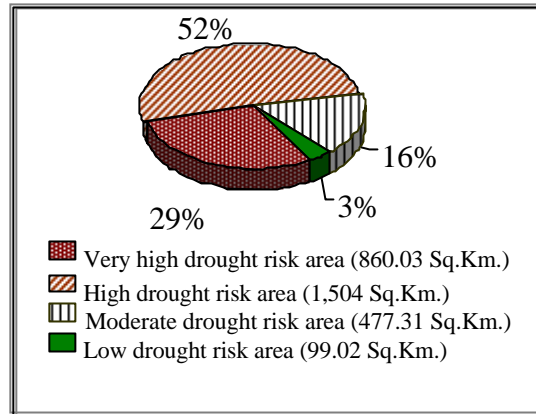 52%
16%
3%
29%
Very high drought risk area (860.03 Sq.Km.)
High drought risk area (1,504 Sq.Km.)
Moderate drought risk area (477.31 Sq.Km.)
Low drought risk area (99.02 Sq.Km.)